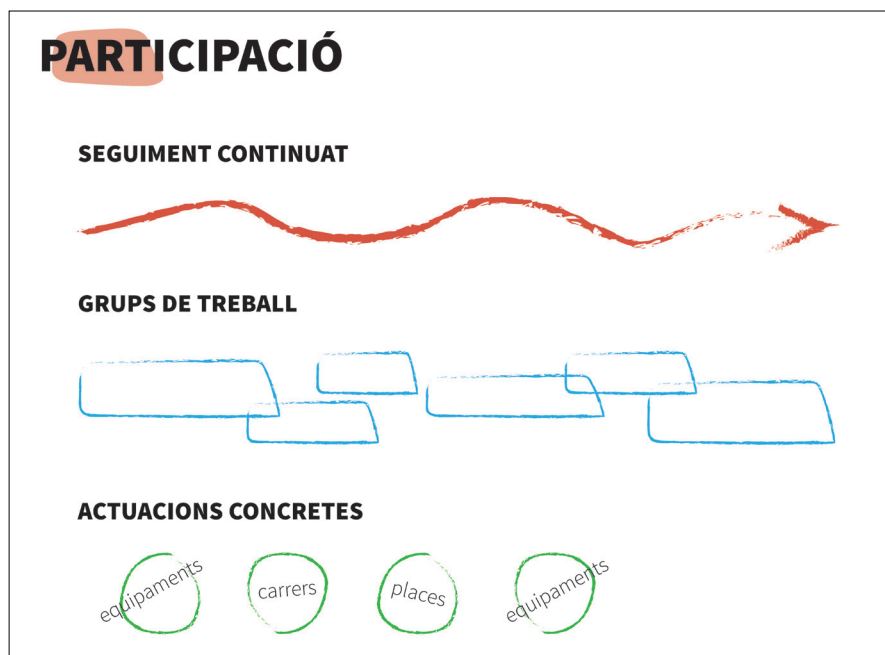 PARTICIPACIÓ
SEGUIMENT CONTINUAT
GRUPS DE TREBALL
ACTUACIONS CONCRETES
equipaments
carrers
places
equipaments